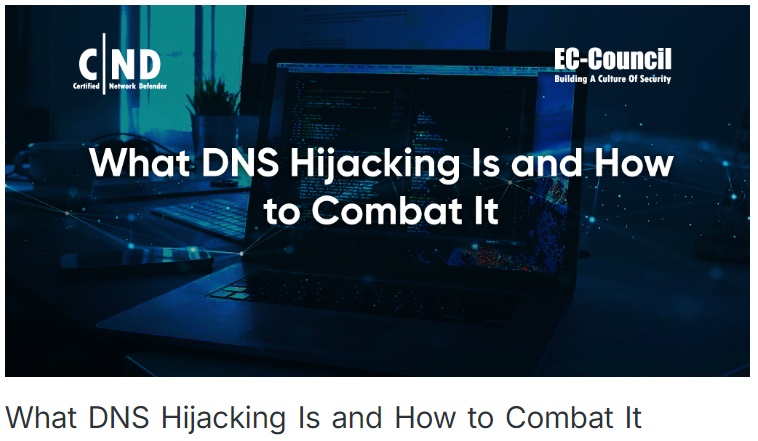 C|ND
Certified Network Defender
EC-Council
Building A Culture Of Security
What DNS Hijacking Is and How
to Combat It
What DNS Hijacking Is and How to Combat It